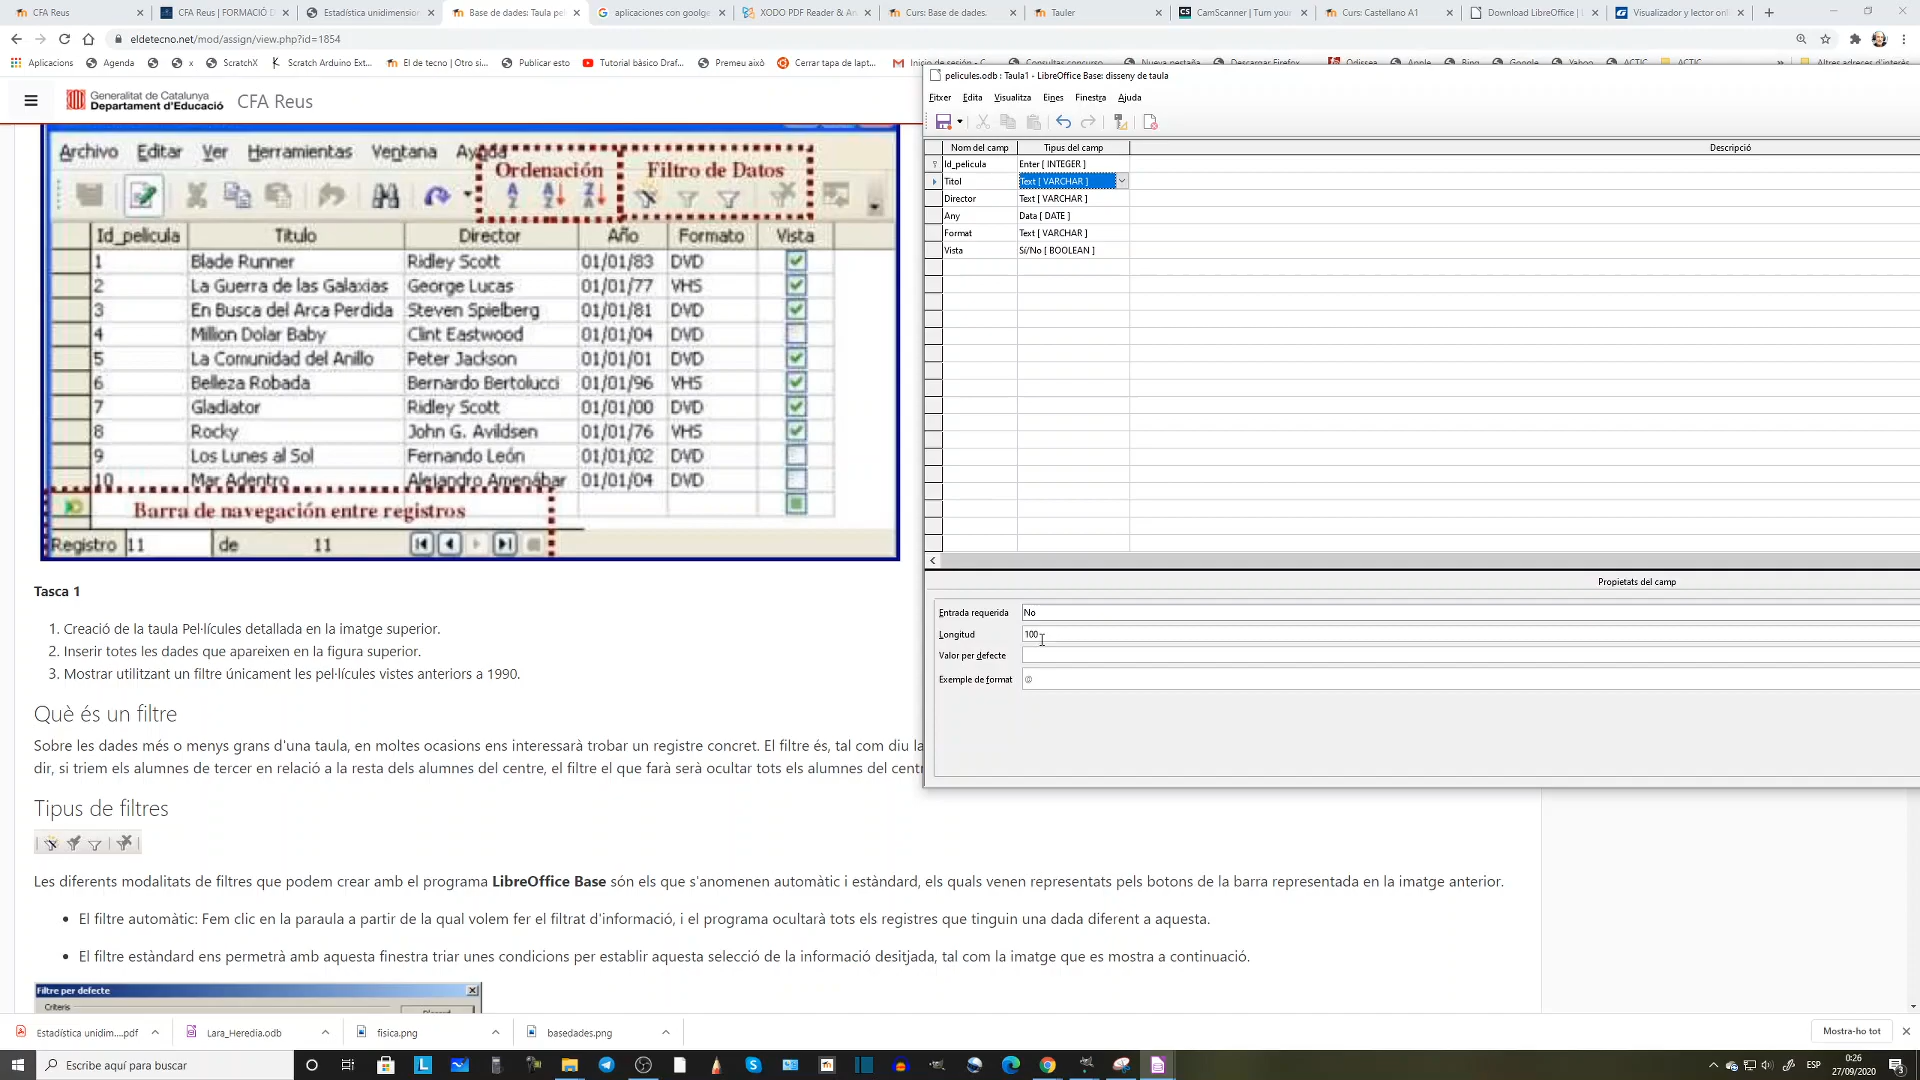 CFA Reus
CFA Reus | FORMACIÓ D
Estadística unidimension
Base de dades: Taula pel
aplicaciones con goolge
XODO PDF Reader & An
Curs: Base de dades.
Tauler
CamScanner | Turn your
Curs: Castellano A1
Download LibreOffice | L
Visualizador y lector onl
eldetecno.net/mod/assign/view.php?id=1854
Aplicacions
Agenda
x
ScratchX
Scratch Arduino Ext...
El de tecno | Otro si...
Publicar esto
Tutorial básico Draf...
Premeu això
Cerrar tapa de lapt...
Generalitat de Catalunya
Departament d'Educació
CFA Reus
pelicules.odb : Taula1 - LibreOffice Base: disseny de taula
Fitxer Edita Visualitza Eines Finestra Ajuda
Nom del camp Tipus del camp Descripció
Id_pelicula Enter [ INTEGER ]
Titol Text [ VARCHAR ]
Director Text [ VARCHAR ]
Any Data [ DATE ]
Format Text [ VARCHAR ]
Vista Sí/No [ BOOLEAN ]
Propietats del camp
Entrada requerida No
Longitud 100
Valor per defecte
Exemple de format @
Archivo Editar Ver Herramientas Ventana Ayuda
Ordenación Filtro de Datos
Id_pelicula Titulo Director Año Formato Vista
1 Blade Runner Ridley Scott 01/01/83 DVD
2 La Guerra de las Galaxias George Lucas 01/01/77 VHS
3 En Busca del Arca Perdida Steven Spielberg 01/01/81 DVD
4 Million Dolar Baby Clint Eastwood 01/01/04 DVD
5 La Comunidad del Anillo Peter Jackson 01/01/01 DVD
6 Belleza Robada Bernardo Bertolucci 01/01/96 VHS
7 Gladiator Ridley Scott 01/01/00 DVD
8 Rocky John G. Avildsen 01/01/76 VHS
9 Los Lunes al Sol Fernando León 01/01/02 DVD
10 Mar Adentro Alejandro Amenábar 01/01/04 DVD
Barra de navegación entre registros
Registro 11 de 11
Tasca 1
1. Creació de la taula Pel·lícules detallada en la imatge superior.
2. Inserir totes les dades que apareixen en la figura superior.
3. Mostrar utilitzant un filtre únicament les pel·lícules vistes anteriors a 1990.
Què és un filtre
Sobre les dades més o menys grans d'una taula, en moltes ocasions ens interessarà trobar un registre concret. El filtre és, tal com diu la
dir, si triem els alumnes de tercer en relació a la resta dels alumnes del centre, el filtre el que farà serà ocultar tots els alumnes del cent
Tipus de filtres
Les diferents modalitats de filtres que podem crear amb el programa LibreOffice Base són els que s'anomenen automàtic i estàndard, els quals venen representats pels botons de la barra representada en la imatge anterior.
• El filtre automàtic: Fem clic en la paraula a partir de la qual volem fer el filtrat d'informació, i el programa ocultarà tots els registres que tinguin una dada diferent a aquesta.
• El filtre estàndard ens permetrà amb aquesta finestra triar unes condicions per establir aquesta selecció de la informació desitjada, tal com la imatge que es mostra a continuació.
Filtre per defecte
Criteris
Estadística unidim....pdf
Lara_Heredia.odb
fisica.png
basedades.png
Mostra-ho tot
Escribe aquí para buscar
ESP
0:26
27/09/2020